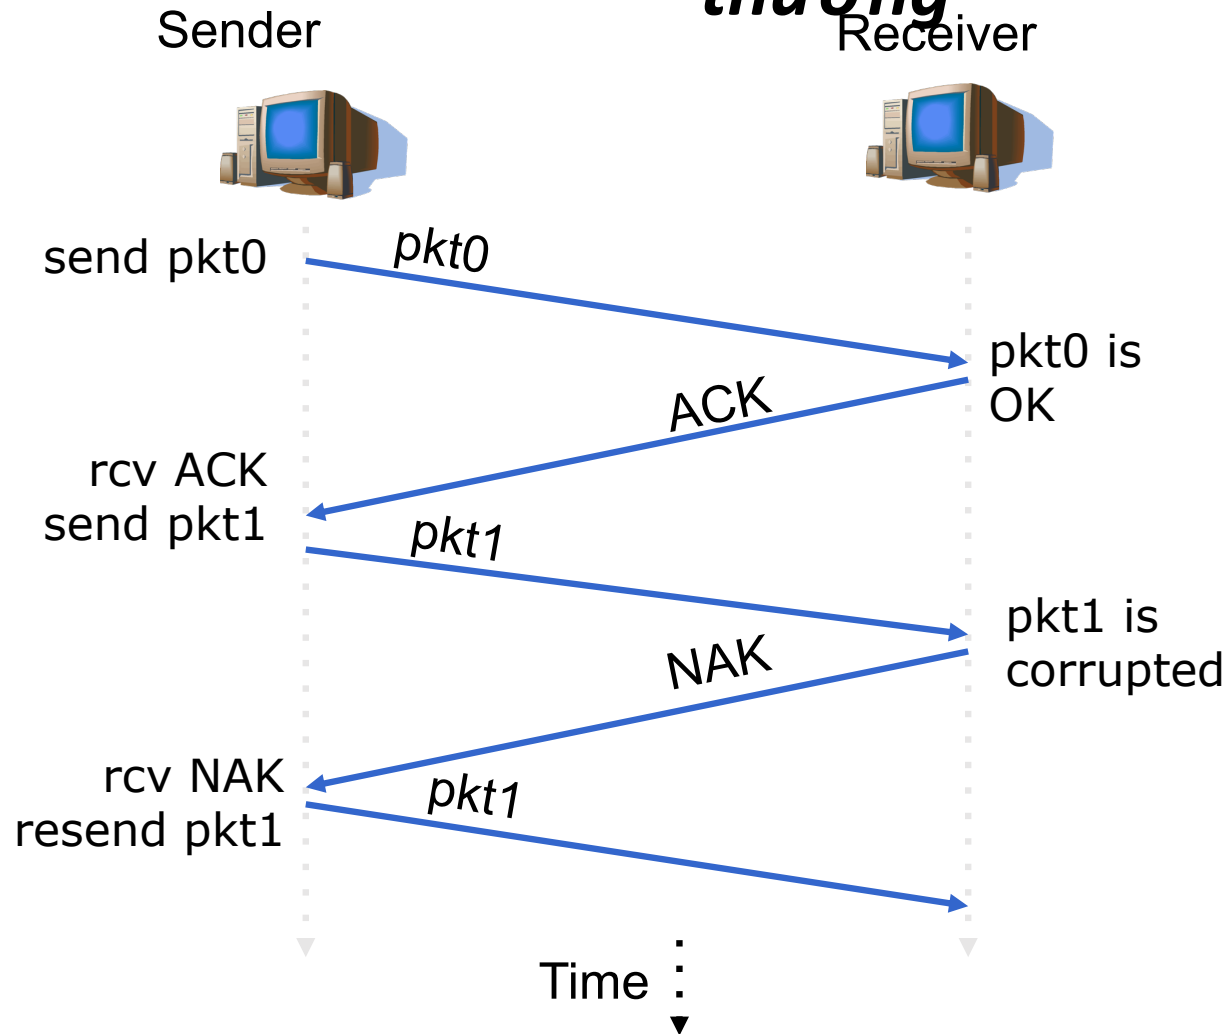 thường
Sender
Receiver
send pkt0
pkt0
pkt0 is
OK
ACK
rcv ACK
send pkt1
pkt1
pkt1 is
corrupted
NAK
rcv NAK
resend pkt1
pkt1
Time